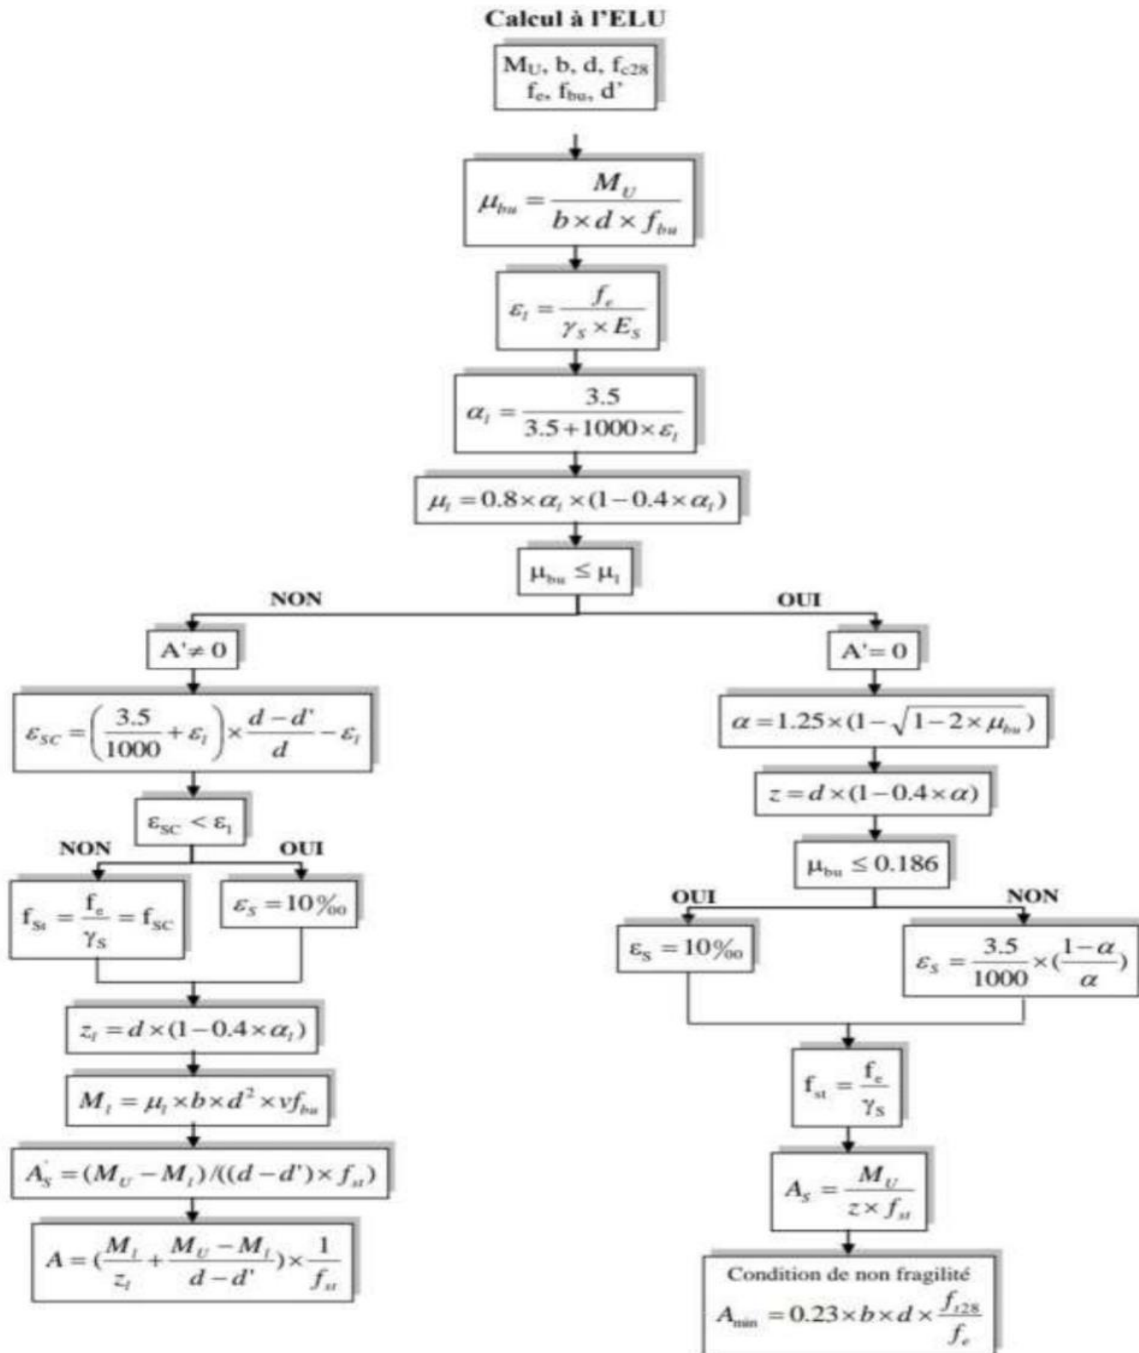 Calcul à l'ELU
M_U, b, d, f_c28
f_e, f_bu, d'
μ_bu = M_U / (b × d × f_bu)
ε_l = f_e / (γ_S × E_S)
α_l = 3.5 / (3.5 + 1000 × ε_l)
μ_l = 0.8 × α_l × (1 − 0.4 × α_l)
μ_bu ≤ μ_l
NON
OUI
A' ≠ 0
ε_SC = (3.5 / 1000 + ε_l) × (d − d') / d − ε_l
ε_SC < ε_l
NON
OUI
f_St = f_e / γ_S = f_SC
ε_S = 10‰
z_l = d × (1 − 0.4 × α_l)
M_l = μ_l × b × d² × vf_bu
A'_S = (M_U − M_l) / ((d − d') × f_st)
A = (M_l / z_l + (M_U − M_l) / (d − d')) × 1 / f_st
A' = 0
α = 1.25 × (1 − √(1 − 2 × μ_bu))
z = d × (1 − 0.4 × α)
μ_bu ≤ 0.186
OUI
NON
ε_S = 10‰
ε_S = 3.5 / 1000 × ((1 − α) / α)
f_st = f_e / γ_S
A_S = M_U / (z × f_st)
Condition de non fragilité
A_min = 0.23 × b × d × f_t28 / f_e